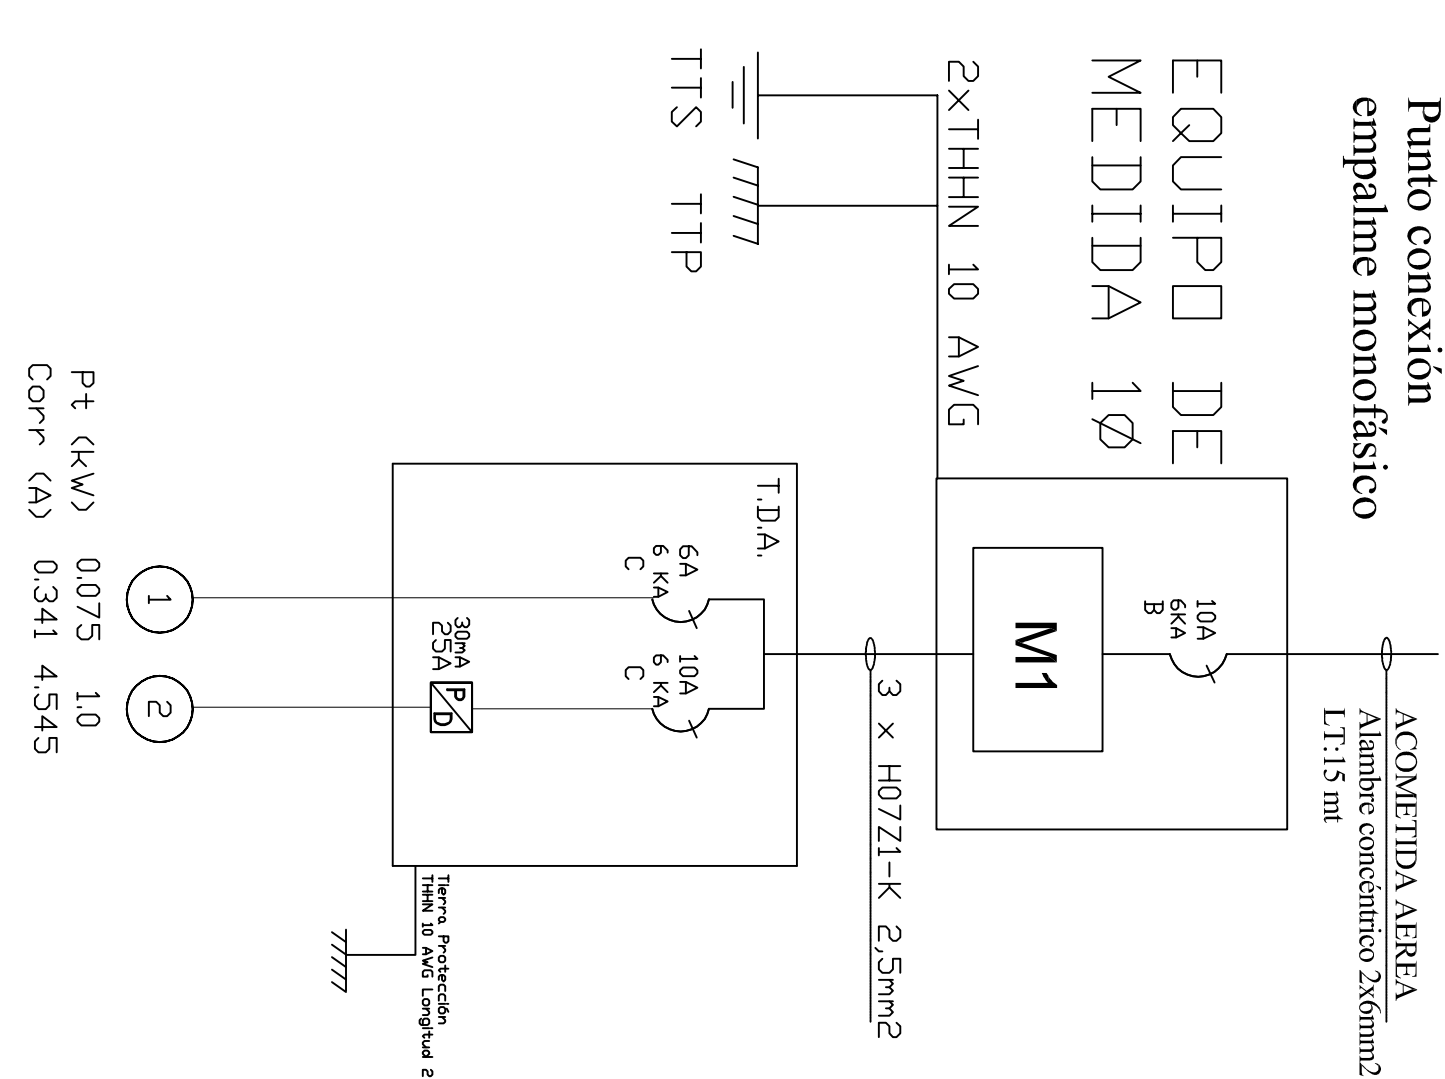 Punto conexión
empalme monofásico
ACOMETIDA AEREA
Alambre concéntrico 2x6mm2
LT:15 mt
EQUIPO DE
MEDIDA 1Ø
10A
6KA
B
M1
2xTHHN 10 AWG
TTS TTP
3 x H07Z1-K 2,5mm2
T.D.A.
6A
6 KA
C
10A
6 KA
C
30mA
25A
P/D
Tierra Protección
THHN 10 AWG Longitud 2
1
2
Pt (kW) 0.075 1.0
Corr (A) 0.341 4.545